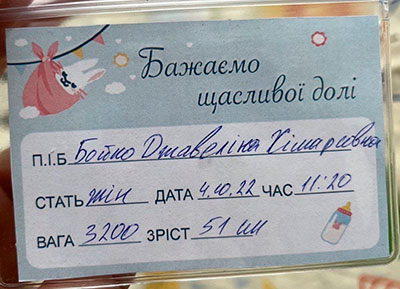 Бажаємо
щасливої долі
П.І.Б Бойко Джавеліна Хімарсівна
СТАТЬ жін ДАТА 4.10.22 ЧАС 11:20
ВАГА 3200 ЗРІСТ 51 см